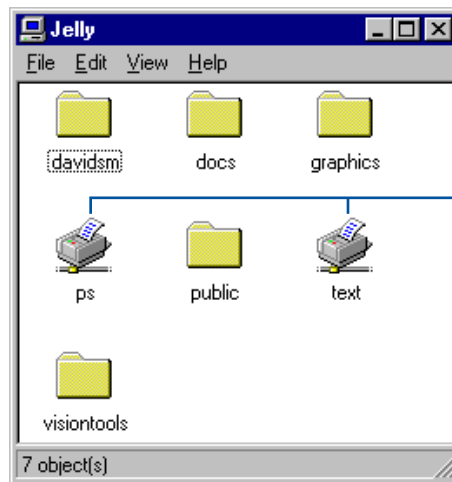 Jelly
File Edit View Help
davidsm docs graphics
ps public text
visiontools
7 object(s)